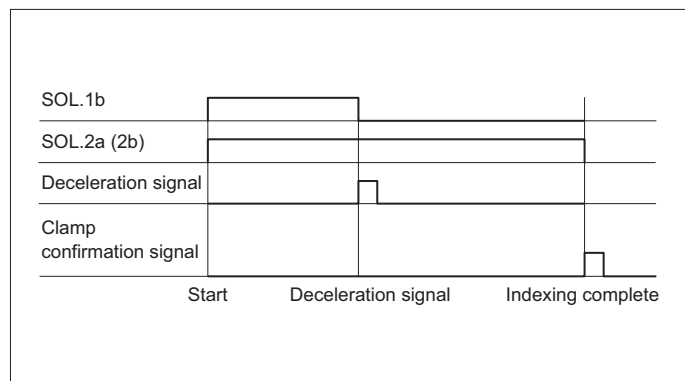 SOL.1b
SOL.2a (2b)
Deceleration signal
Clamp
confirmation signal
Start Deceleration signal Indexing complete